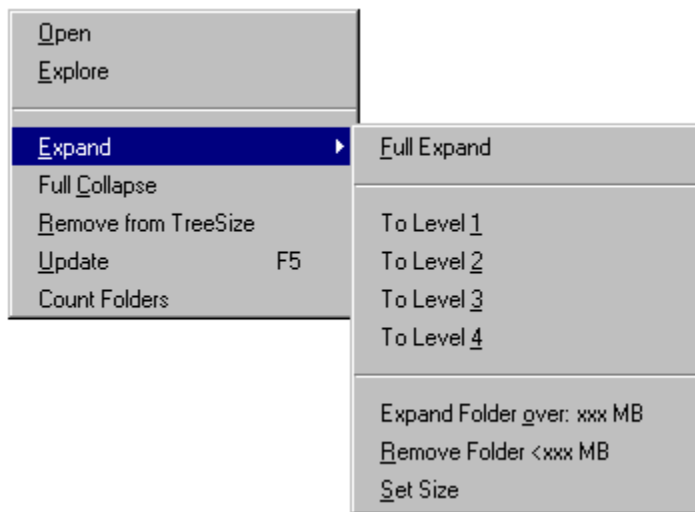 Open
Explore
Expand
Full Collapse
Remove from TreeSize
Update F5
Count Folders
Full Expand
To Level 1
To Level 2
To Level 3
To Level 4
Expand Folder over: xxx MB
Remove Folder <xxx MB
Set Size